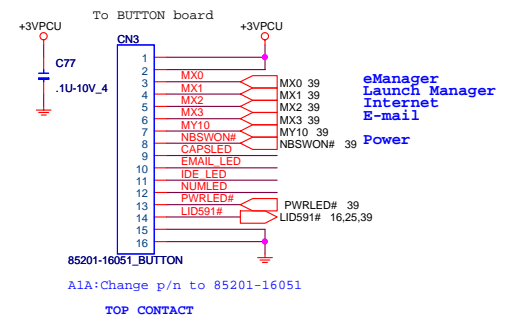 To BUTTON board
+3VPCU
+3VPCU
CN3
C77
.1U-10V_4
1
2
3 MX0 MX0 39 eManager
4 MX1 MX1 39 Launch Manager
5 MX2 MX2 39 Internet
6 MX3 MX3 39 E-mail
7 MY10 MY10 39
8 NBSWON# NBSWON# 39 Power
9 CAPSLED
10 EMAIL_LED
11 IDE_LED
12 NUMLED
13 PWRLED# PWRLED# 39
14 LID591# LID591# 16,25,39
15
16
85201-16051_BUTTON
A1A:Change p/n to 85201-16051
TOP CONTACT